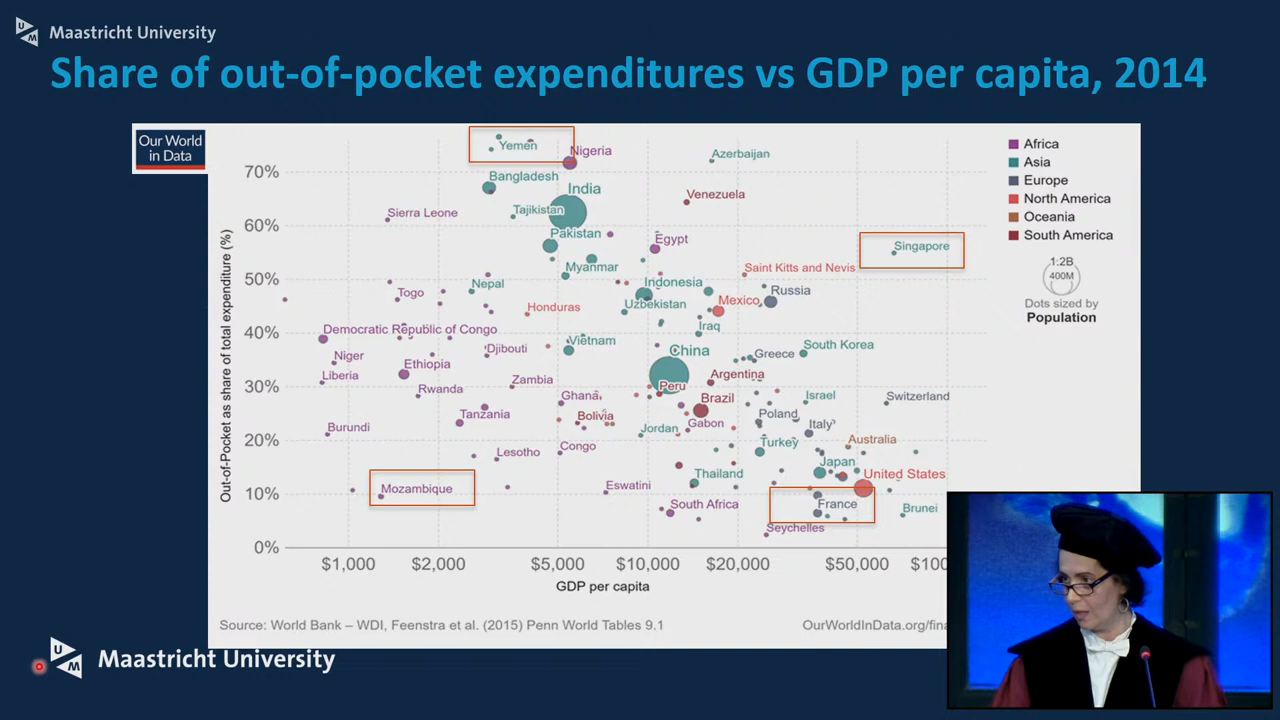 Maastricht University
Share of out-of-pocket expenditures vs GDP per capita, 2014
Our World
in Data
Out-of-Pocket as share of total expenditure (%)
70%
60%
50%
40%
30%
20%
10%
0%
Yemen
Nigeria
Azerbaijan
Bangladesh
India
Venezuela
Tajikistan
Sierra Leone
Pakistan
Egypt
Singapore
Myanmar
Saint Kitts and Nevis
Nepal
Indonesia
Togo
Russia
Uzbekistan
Mexico
Honduras
Iraq
Democratic Republic of Congo
Vietnam
Djibouti
China
Greece
South Korea
Niger
Ethiopia
Liberia
Zambia
Peru
Argentina
Rwanda
Ghana
Brazil
Israel
Switzerland
Tanzania
Bolivia
Poland
Burundi
Jordan
Gabon
Italy
Turkey
Australia
Lesotho
Congo
Japan
Thailand
United States
Mozambique
Eswatini
South Africa
France
Brunei
Seychelles
$1,000
$2,000
$5,000
$10,000
$20,000
$50,000
$100
GDP per capita
Africa
Asia
Europe
North America
Oceania
South America
1:2B
400M
Dots sized by
Population
Source: World Bank – WDI, Feenstra et al. (2015) Penn World Tables 9.1
OurWorldInData.org/fina
Maastricht University